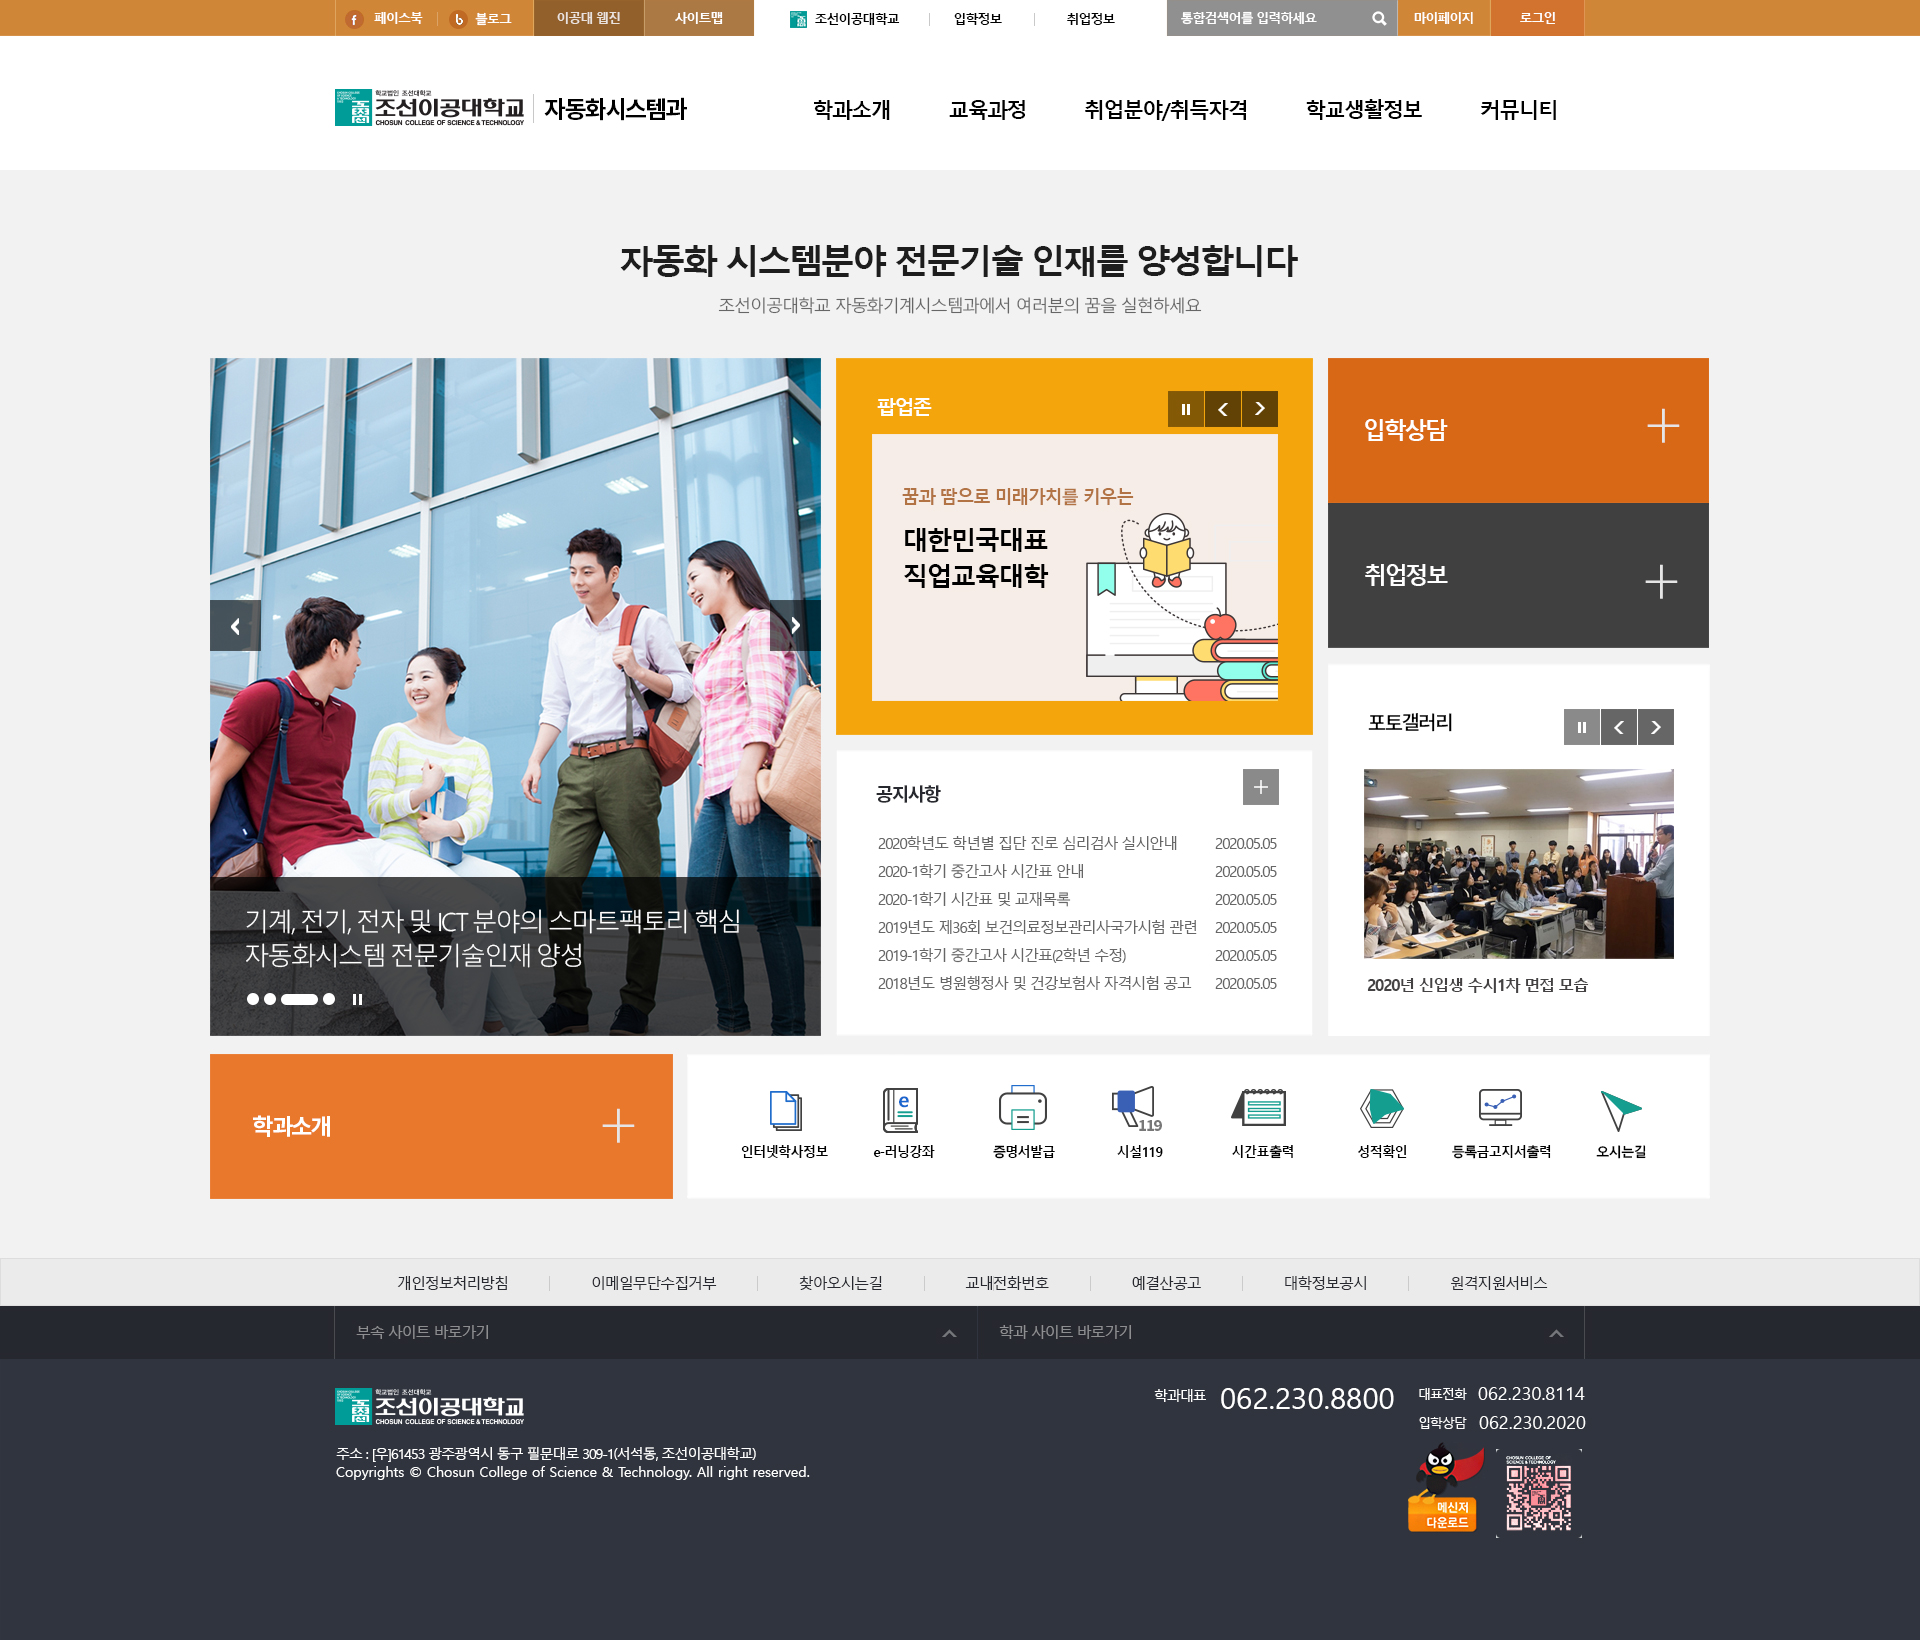 페이스북
블로그
이공대 웹진
사이트맵
조선이공대학교
입학정보
취업정보
통합검색어를 입력하세요
마이페이지
로그인
학교법인 조선대학교
조선이공대학교
CHOSUN COLLEGE OF SCIENCE & TECHNOLOGY
자동화시스템과
학과소개
교육과정
취업분야/취득자격
학교생활정보
커뮤니티
자동화 시스템분야 전문기술 인재를 양성합니다
조선이공대학교 자동화기계시스템과에서 여러분의 꿈을 실현하세요
기계, 전기, 전자 및 ICT 분야의 스마트팩토리 핵심
자동화시스템 전문기술인재 양성
팝업존
꿈과 땀으로 미래가치를 키우는
대한민국대표
직업교육대학
입학상담
취업정보
공지사항
2020학년도 학년별 집단 진로 심리검사 실시안내 2020.05.05
2020-1학기 중간고사 시간표 안내 2020.05.05
2020-1학기 시간표 및 교재목록 2020.05.05
2019년도 제36회 보건의료정보관리사국가시험 관련 2020.05.05
2019-1학기 중간고사 시간표(2학년 수정) 2020.05.05
2018년도 병원행정사 및 건강보험사 자격시험 공고 2020.05.05
포토갤러리
2020년 신입생 수시1차 면접 모습
학과소개
e
119
인터넷학사정보
e-러닝강좌
증명서발급
시설119
시간표출력
성적확인
등록금고지서출력
오시는길
개인정보처리방침
이메일무단수집거부
찾아오시는길
교내전화번호
예결산공고
대학정보공시
원격지원서비스
부속 사이트 바로가기
학과 사이트 바로가기
학교법인 조선대학교
조선이공대학교
CHOSUN COLLEGE OF SCIENCE & TECHNOLOGY
주소 : [우]61453 광주광역시 동구 필문대로 309-1(서석동, 조선이공대학교)
Copyrights © Chosun College of Science & Technology. All right reserved.
학과대표 062.230.8800
대표전화 062.230.8114
입학상담 062.230.2020
메신저
다운로드
CHOSUN COLLEGE OF
SCIENCE & TECHNOLOGY